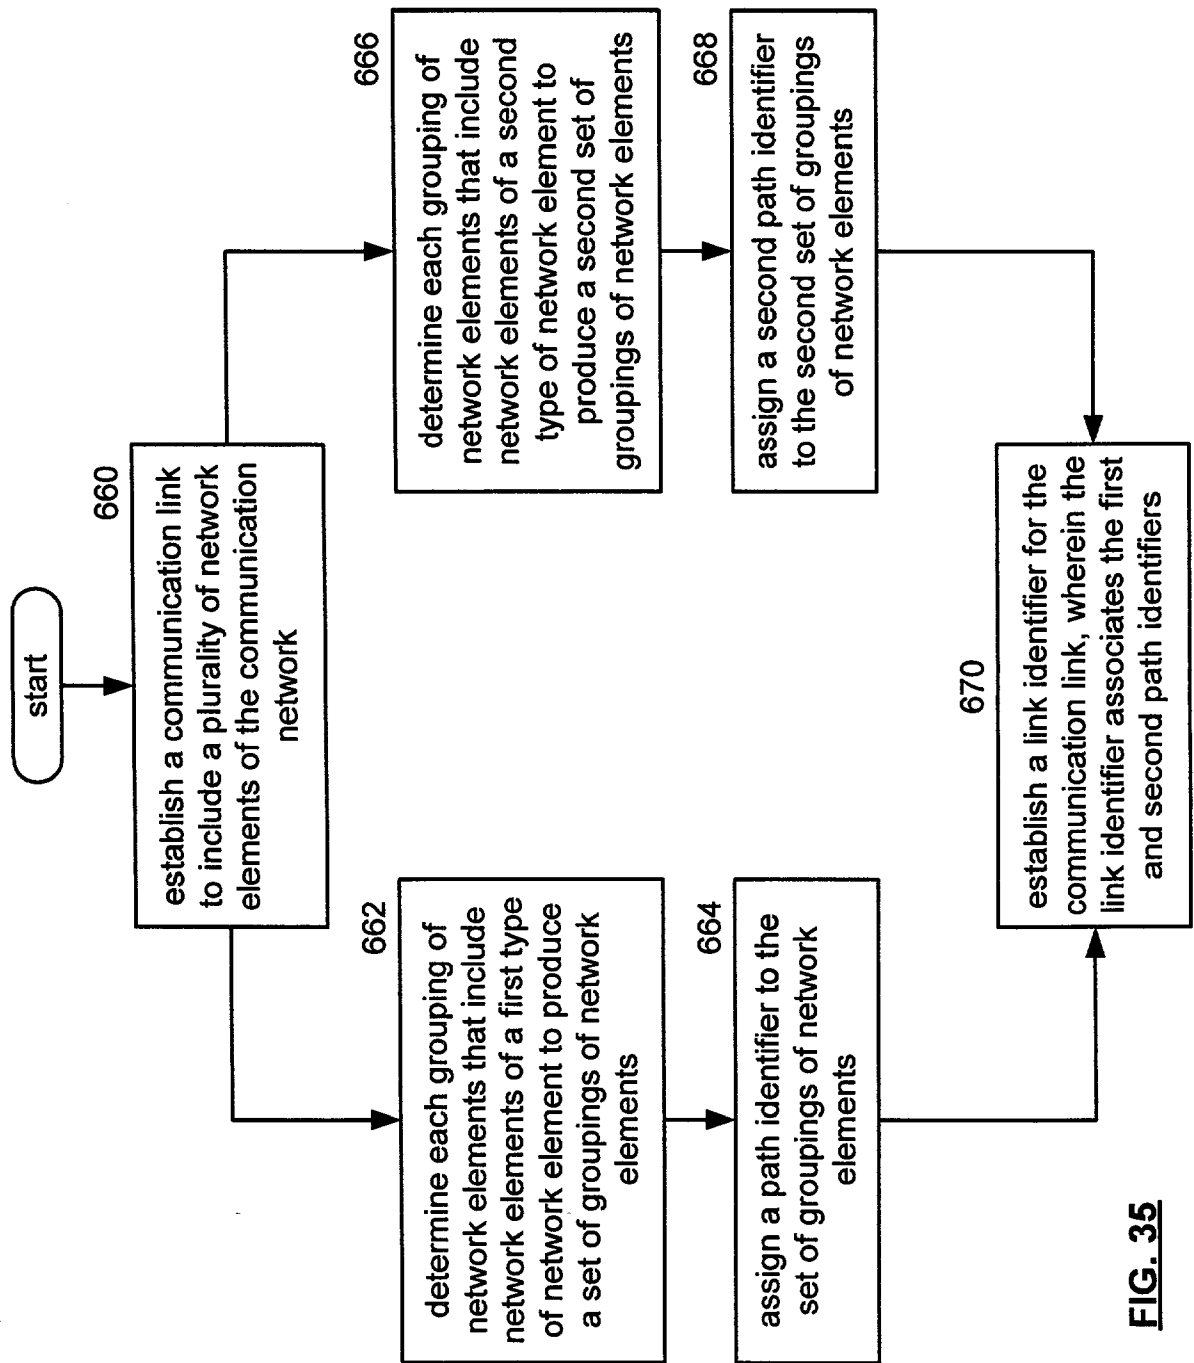 start
660
establish a communication link
to include a plurality of network
elements of the communication
network
662
determine each grouping of
network elements that include
network elements of a first type
of network element to produce
a set of groupings of network
elements
666
determine each grouping of
network elements that include
network elements of a second
type of network element to
produce a second set of
groupings of network elements
664
assign a path identifier to the
set of groupings of network
elements
668
assign a second path identifier
to the second set of groupings
of network elements
670
establish a link identifier for the
communication link, wherein the
link identifier associates the first
and second path identifiers
FIG. 35